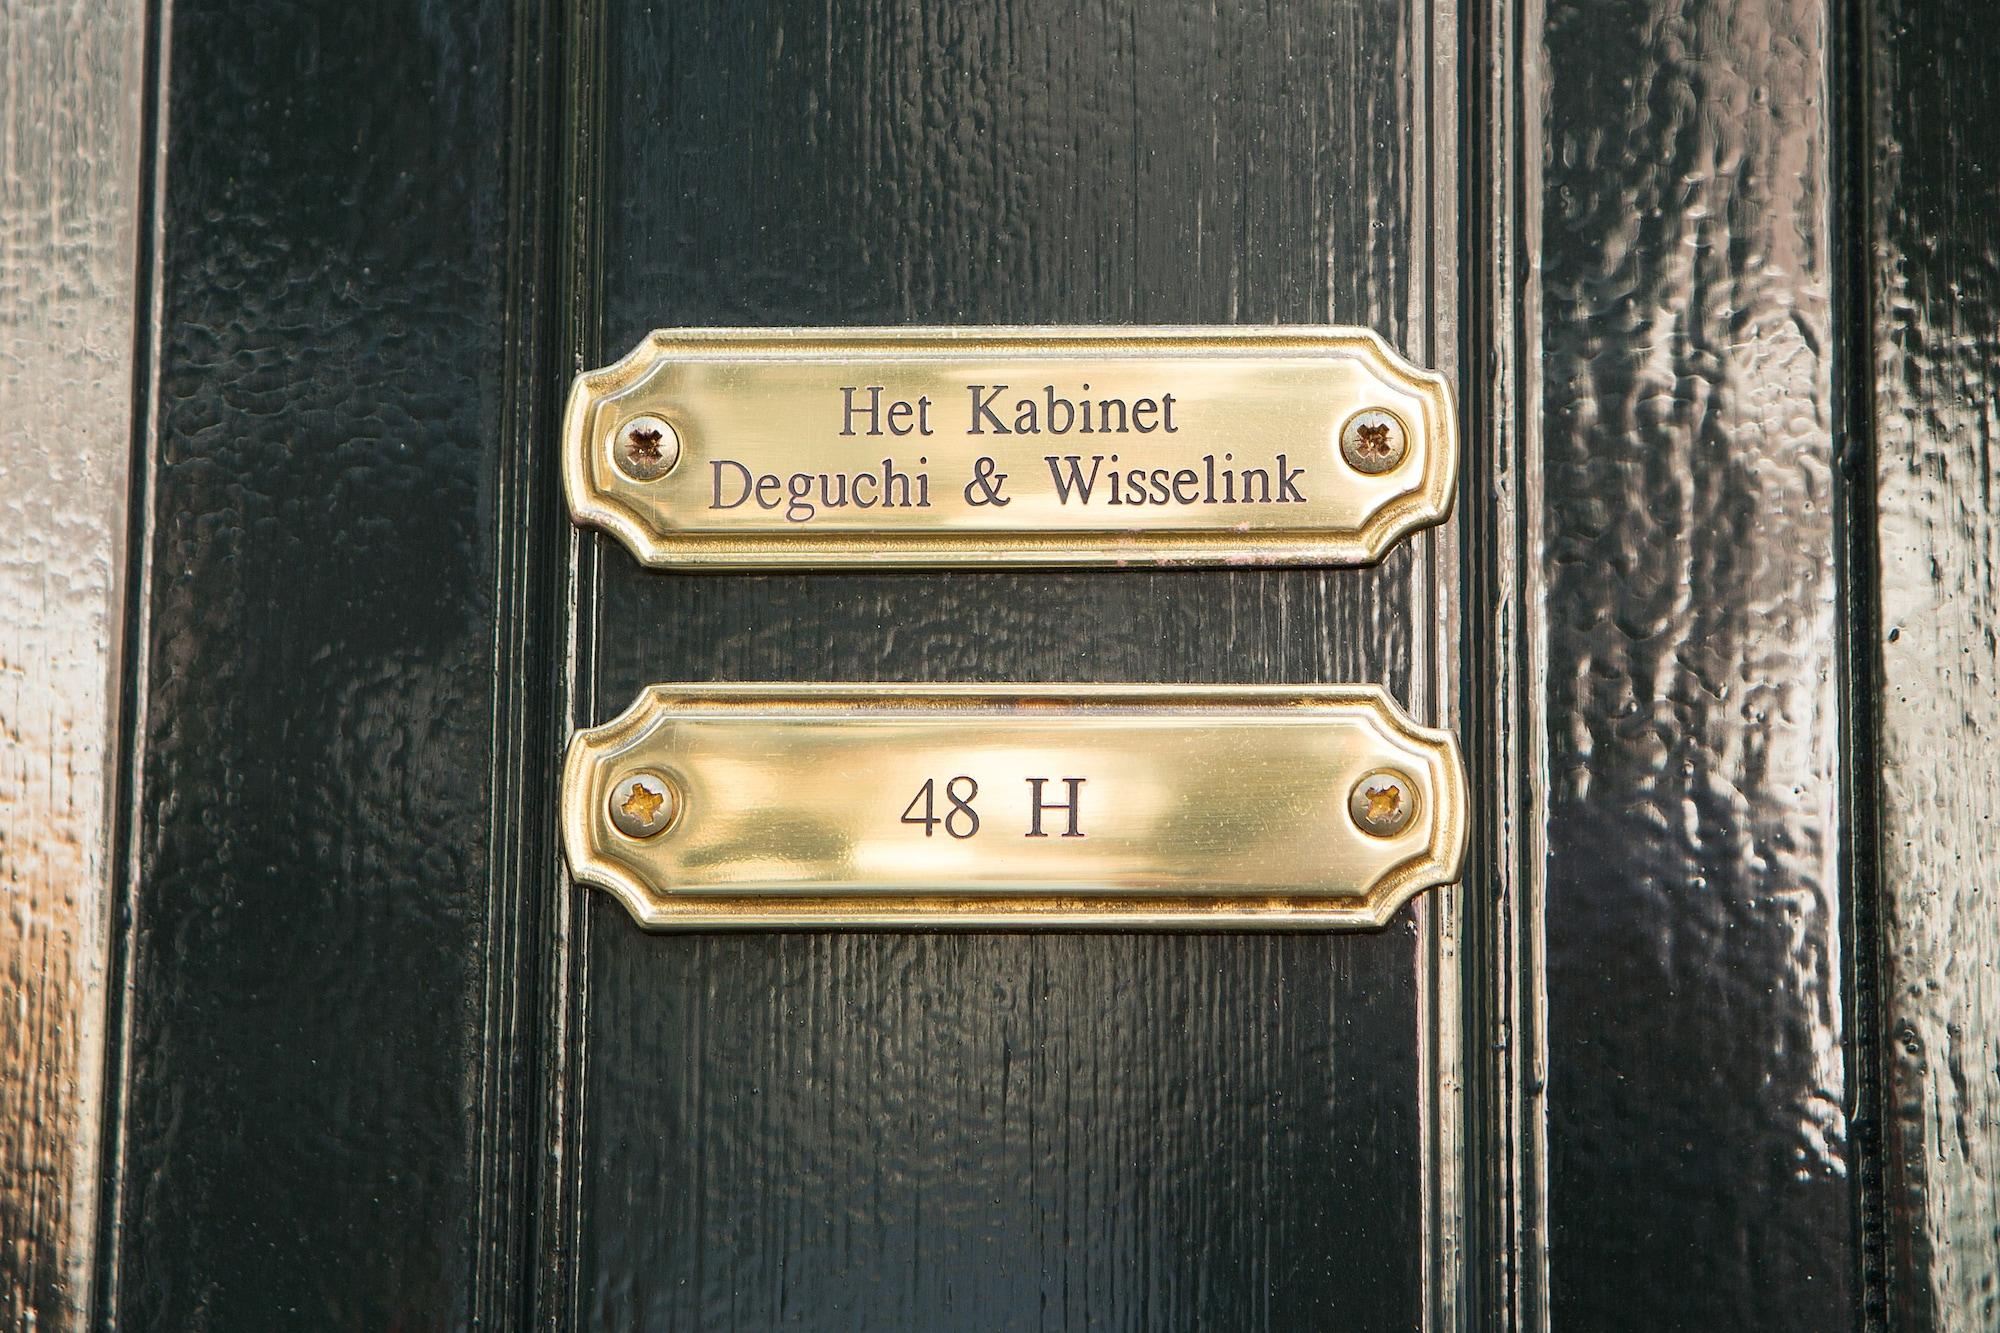 Het Kabinet
Deguchi & Wisselink
48 H